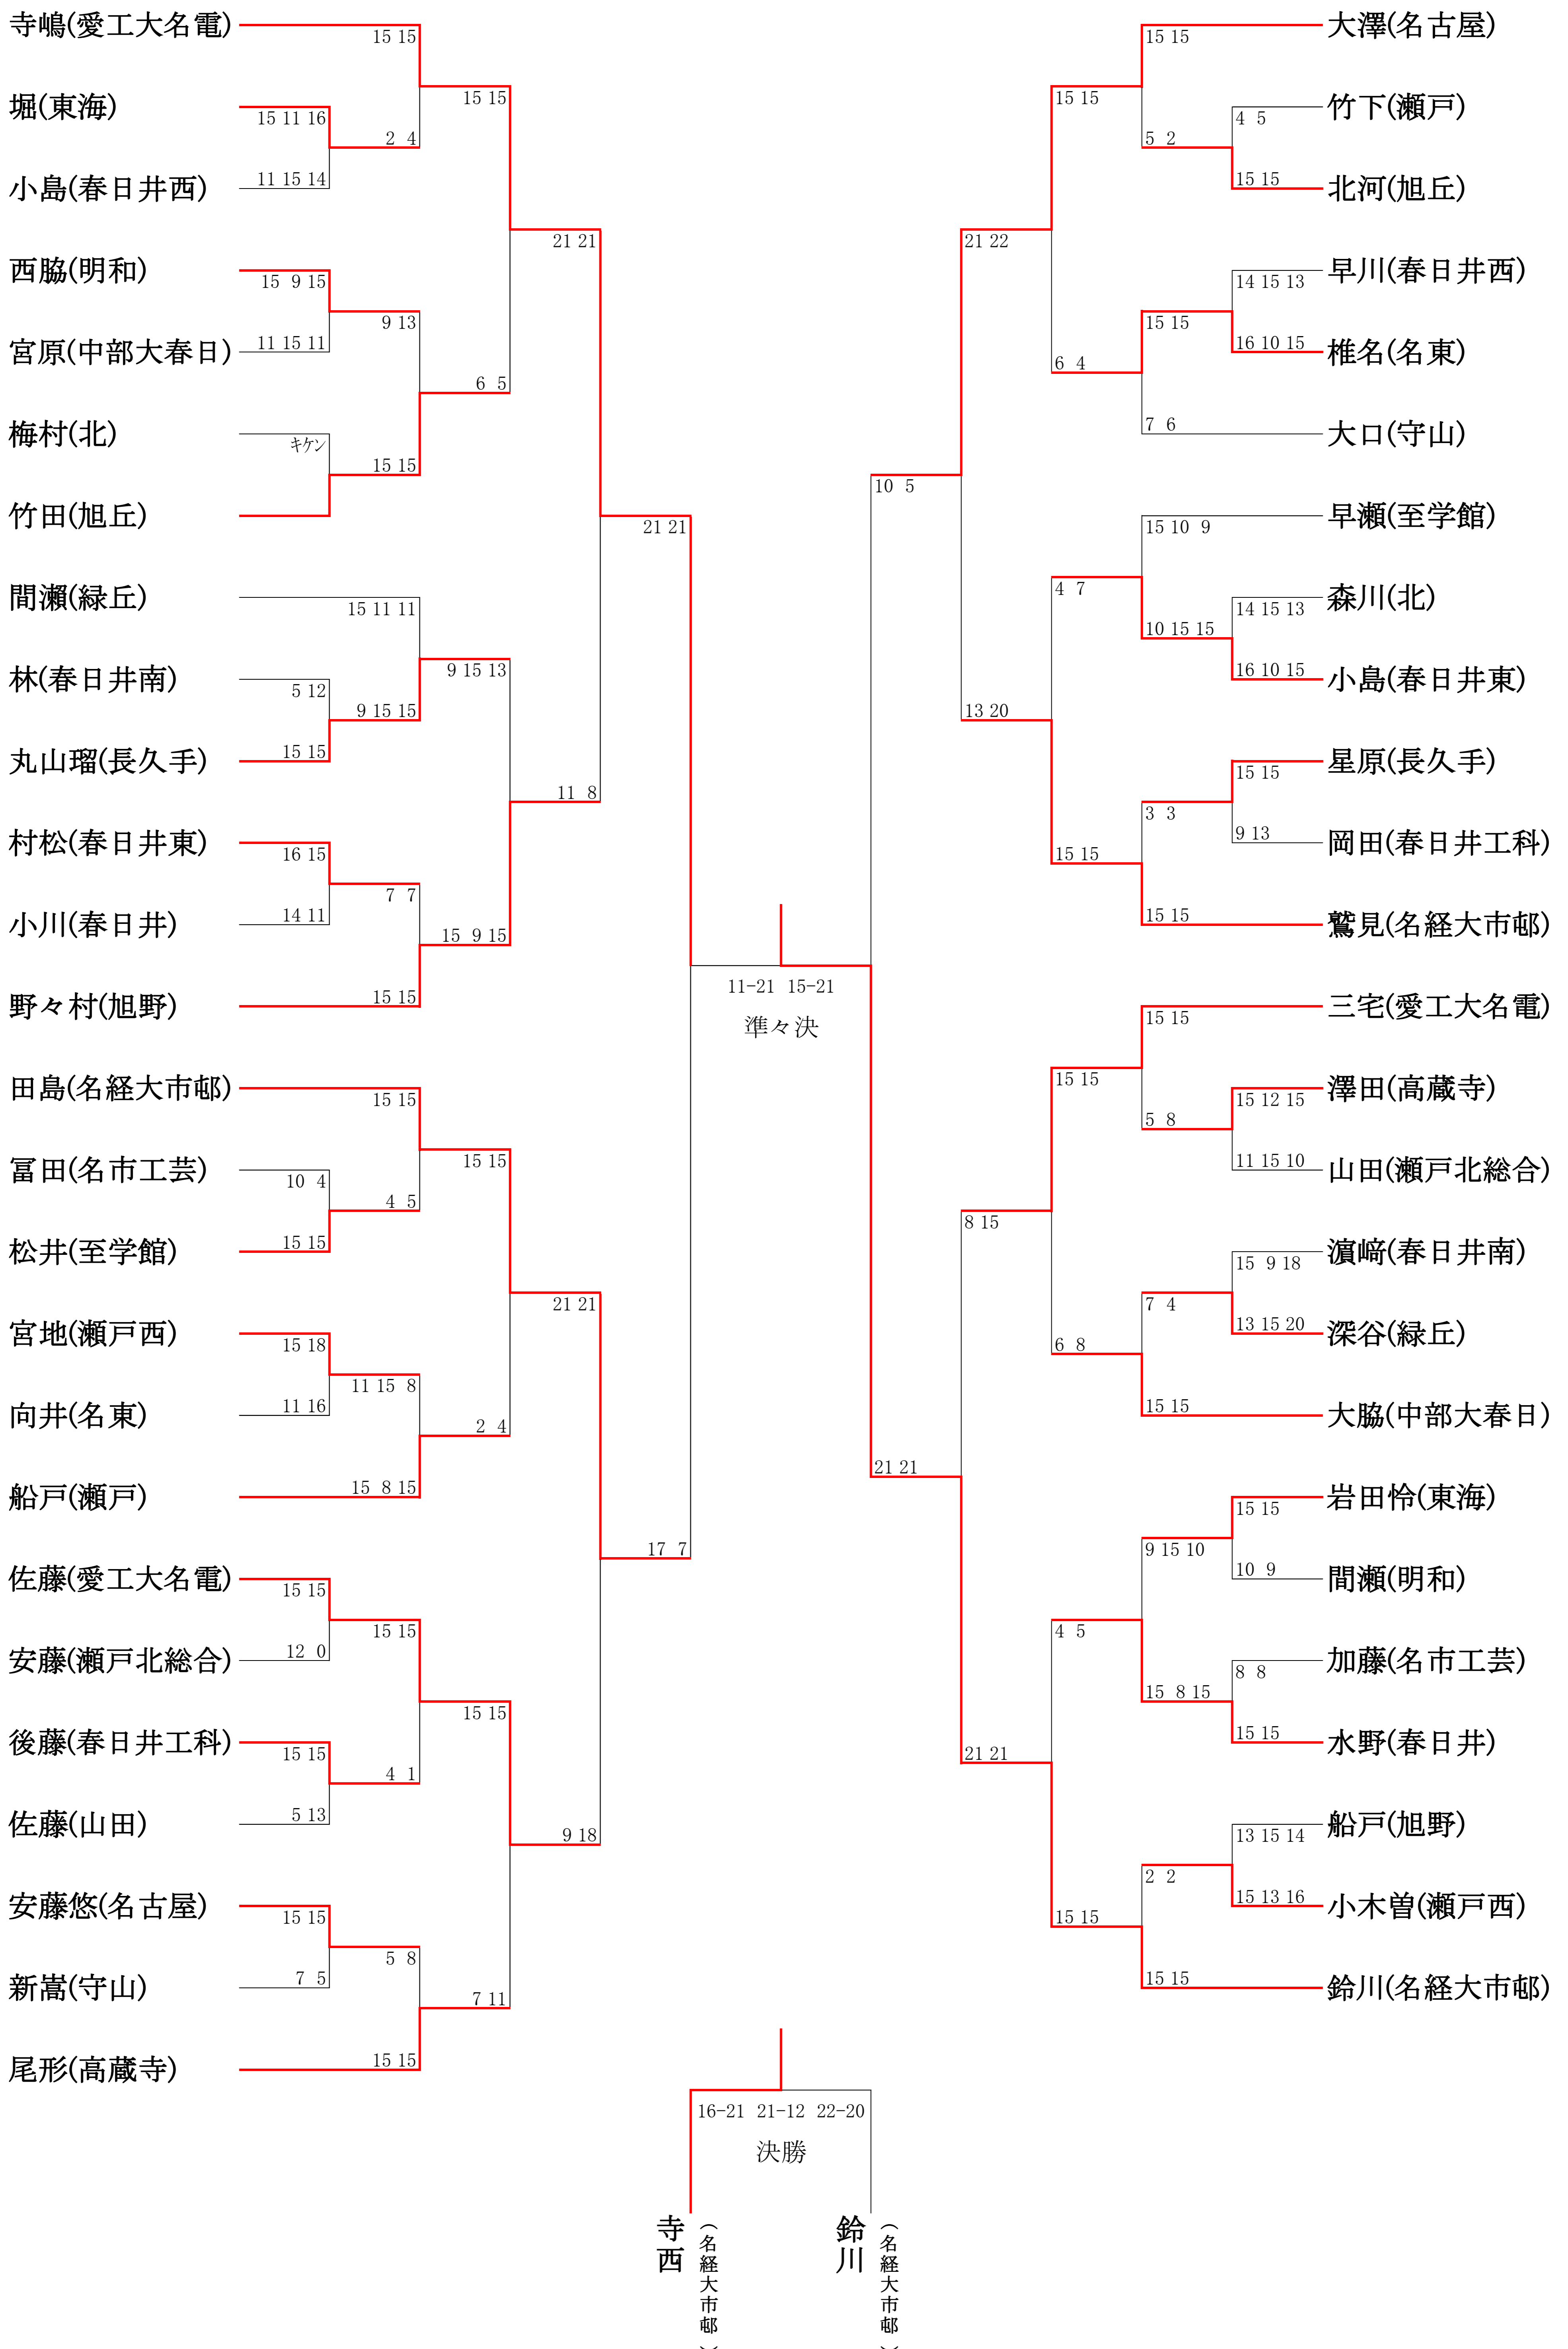 寺嶋(愛工大名電)
15 15
堀(東海)
15 11 16
15 15
2 4
小島(春日井西)
11 15 14
西脇(明和)
15 9 15
21 21
9 13
宮原(中部大春日)
11 15 11
6 5
梅村(北)
キケン
15 15
竹田(旭丘)
21 21
間瀬(緑丘)
15 11 11
林(春日井南)
5 12
9 15 13
9 15 15
丸山瑠(長久手)
15 15
11 8
村松(春日井東)
16 15
7 7
小川(春日井)
14 11
15 9 15
野々村(旭野)
15 15
田島(名経大市邨)
15 15
冨田(名市工芸)
10 4
15 15
4 5
松井(至学館)
15 15
宮地(瀬戸西)
15 18
21 21
11 15 8
向井(名東)
11 16
2 4
船戸(瀬戸)
15 8 15
17 7
佐藤(愛工大名電)
15 15
15 15
安藤(瀬戸北総合)
12 0
15 15
後藤(春日井工科)
15 15
4 1
佐藤(山田)
5 13
9 18
安藤悠(名古屋)
15 15
5 8
新嵩(守山)
7 5
7 11
尾形(高蔵寺)
15 15
大澤(名古屋)
15 15
15 15
竹下(瀬戸)
4 5
5 2
北河(旭丘)
15 15
21 22
早川(春日井西)
14 15 13
15 15
椎名(名東)
16 10 15
6 4
大口(守山)
7 6
10 5
早瀬(至学館)
15 10 9
4 7
森川(北)
14 15 13
10 15 15
小島(春日井東)
16 10 15
13 20
星原(長久手)
15 15
3 3
岡田(春日井工科)
9 13
15 15
鷲見(名経大市邨)
15 15
11-21 15-21
準々決
三宅(愛工大名電)
15 15
15 15
澤田(高蔵寺)
15 12 15
5 8
山田(瀬戸北総合)
11 15 10
8 15
濵﨑(春日井南)
15 9 18
7 4
深谷(緑丘)
13 15 20
6 8
大脇(中部大春日)
15 15
21 21
岩田怜(東海)
15 15
9 15 10
間瀬(明和)
10 9
4 5
加藤(名市工芸)
8 8
15 8 15
水野(春日井)
15 15
21 21
船戸(旭野)
13 15 14
2 2
小木曽(瀬戸西)
15 13 16
15 15
鈴川(名経大市邨)
15 15
16-21 21-12 22-20
決勝
寺西
(名経大市邨)
鈴川
(名経大市邨)